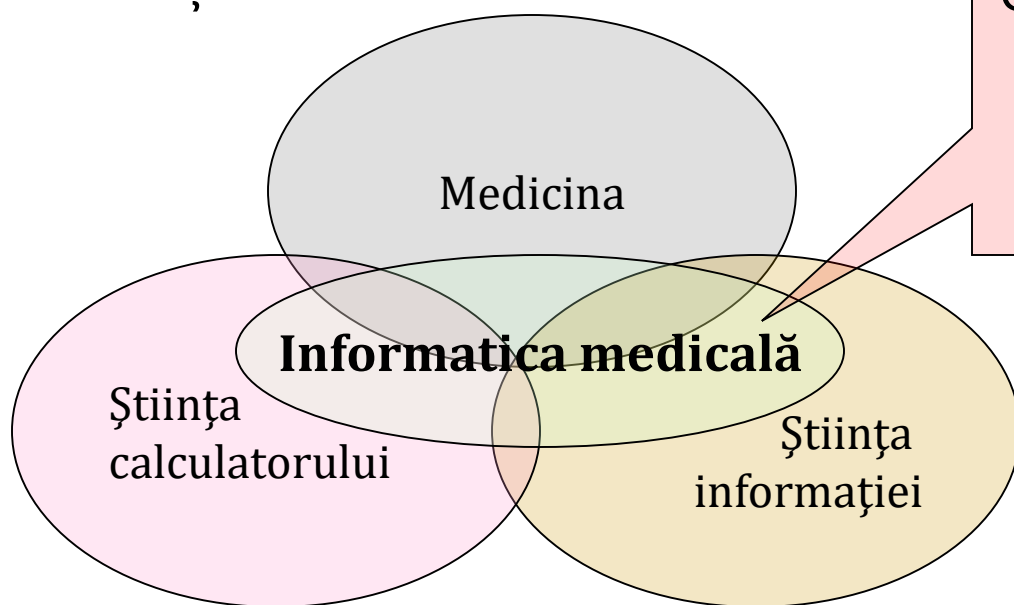 Medicina
Informatica medicală
Ştiinţa
calculatorului
Ştiinţa
informaţiei